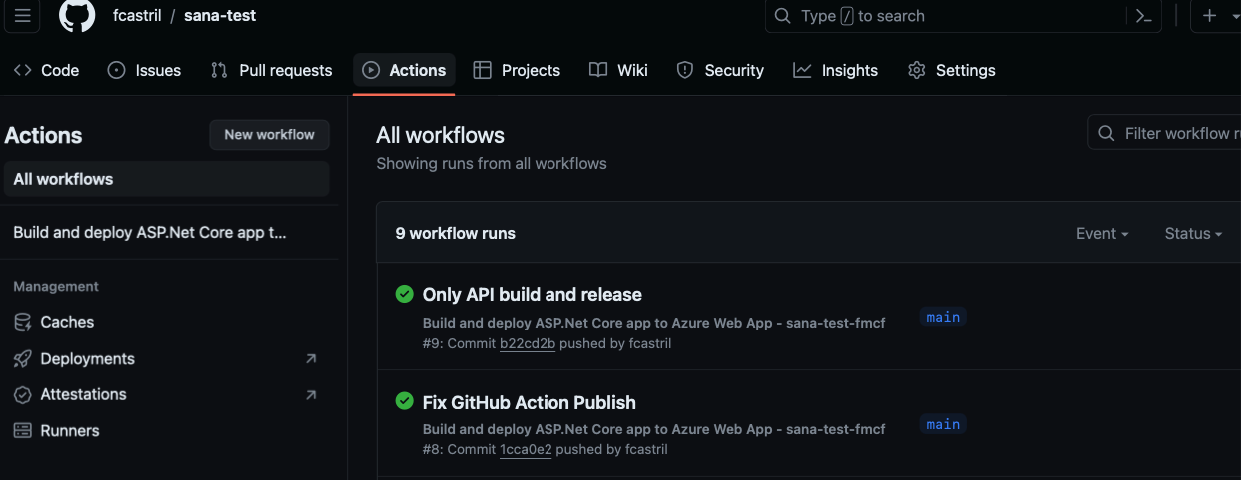 fcastril / sana-test
Type / to search
Code Issues Pull requests Actions Projects Wiki Security Insights Settings
Actions
New workflow
All workflows
Build and deploy ASP.Net Core app t...
Management
Caches
Deployments
Attestations
Runners
All workflows
Showing runs from all workflows
Filter workflow
9 workflow runs
Event
Status
Only API build and release
Build and deploy ASP.Net Core app to Azure Web App - sana-test-fmcf
#9: Commit b22cd2b pushed by fcastril
main
Fix GitHub Action Publish
Build and deploy ASP.Net Core app to Azure Web App - sana-test-fmcf
#8: Commit 1cca0e2 pushed by fcastril
main